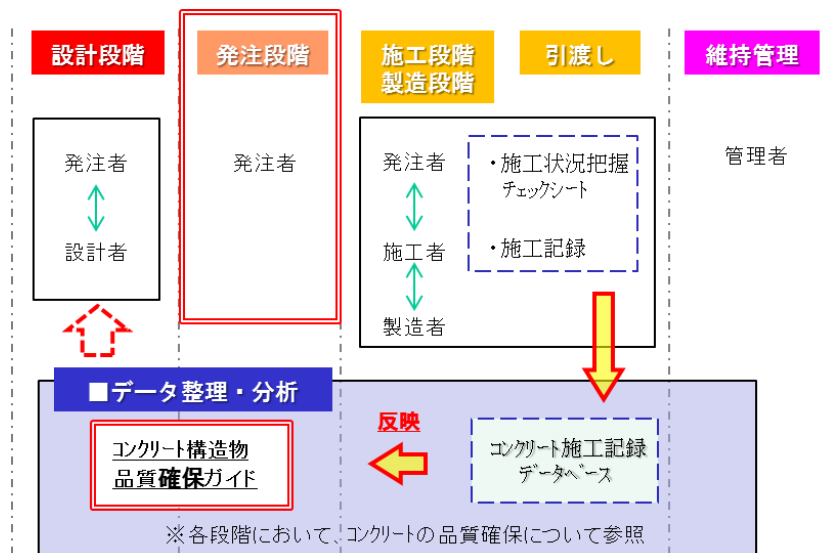 設計段階
発注段階
施工段階
製造段階
引渡し
維持管理
発注者
設計者
発注者
発注者
施工者
製造者
・施工状況把握
チェックシート
・施工記録
管理者
■データ整理・分析
コンクリート構造物
品質確保ガイド
反映
コンクリート施工記録
データベース
※各段階において、コンクリートの品質確保について参照